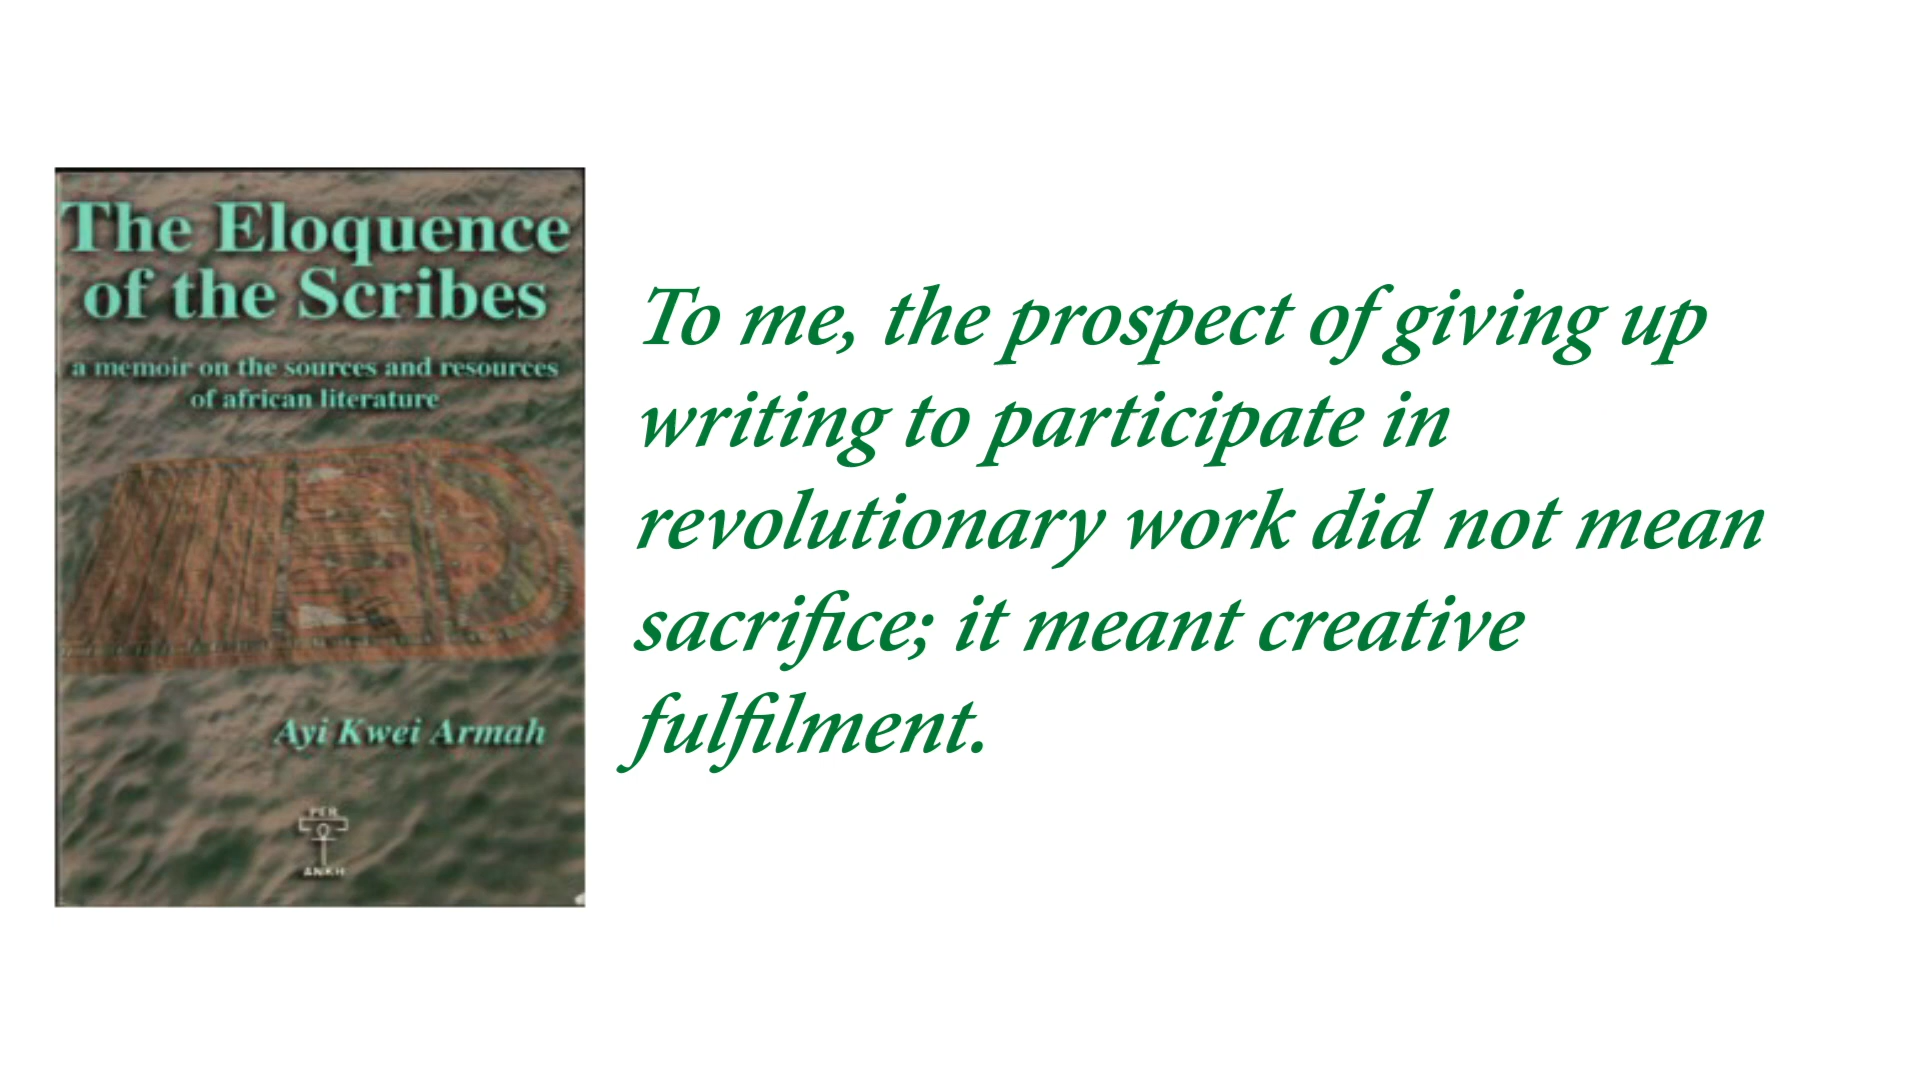 The Eloquence
of the Scribes
a memoir on the sources and resources
of african literature
Ayi Kwei Armah
PER
ANKH
To me, the prospect of giving up
writing to participate in
revolutionary work did not mean
sacrifice; it meant creative
fulfilment.